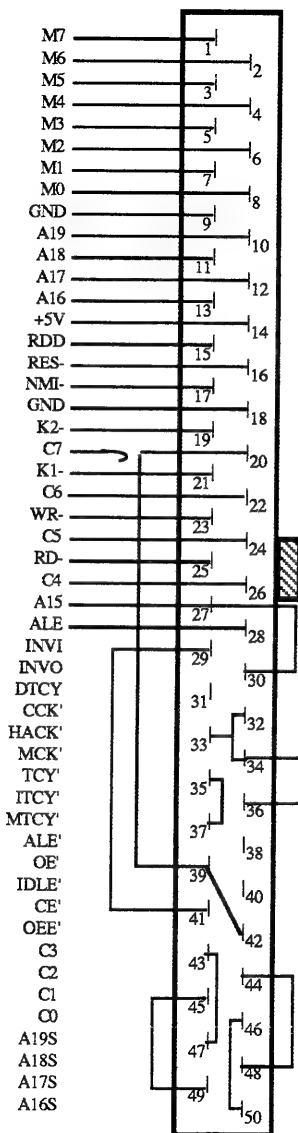 M7 1
M6 2
M5 3
M4 4
M3 5
M2 6
M1 7
M0 8
GND 9
A19 10
A18 11
A17 12
A16 13
+5V 14
RDD 15
RES- 16
NMI- 17
GND 18
K2- 19
C7 20
K1- 21
C6 22
WR- 23
C5 24
RD- 25
C4 26
A15 27
ALE 28
INVI 29
INVO 30
DTCY 31
CCK' 32
HACK' 33
MCK' 34
TCY' 35
ITCY' 36
MTCY' 37
ALE' 38
OE' 39
IDLE' 40
CE' 41
OEE' 42
C3 43
C2 44
C1 45
C0 46
A19S 47
A18S 48
A17S 49
A16S 50